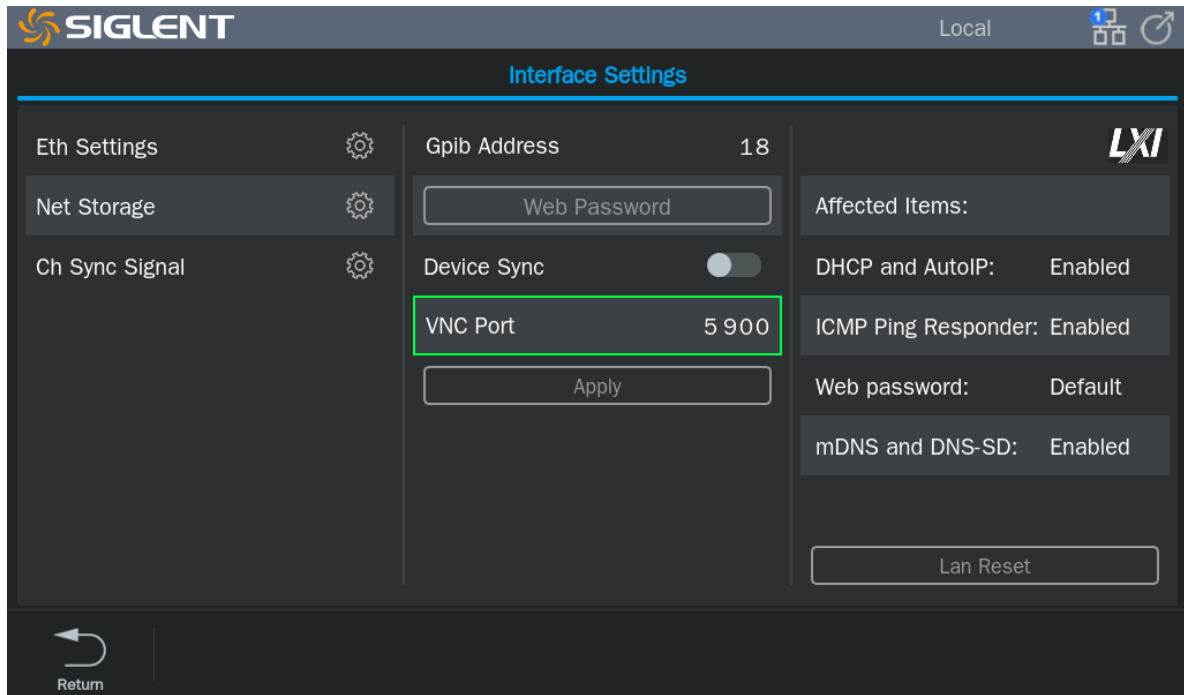 SIGLENT
Local
1
Interface Settings
Eth Settings
Net Storage
Ch Sync Signal
Gpib Address 18
Web Password
Device Sync
VNC Port 5900
Apply
LXI
Affected Items:
DHCP and AutoIP: Enabled
ICMP Ping Responder: Enabled
Web password: Default
mDNS and DNS-SD: Enabled
Lan Reset
Return